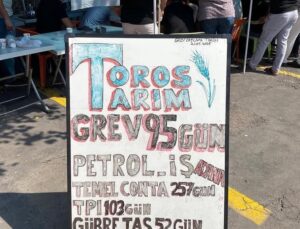 TOROS
TARIM
GREV 95 GÜN
PETROL-İŞ
TEMEL CONTA 257 GÜN
TPI 103 GÜN
GÜBRETAŞ 52 GÜN